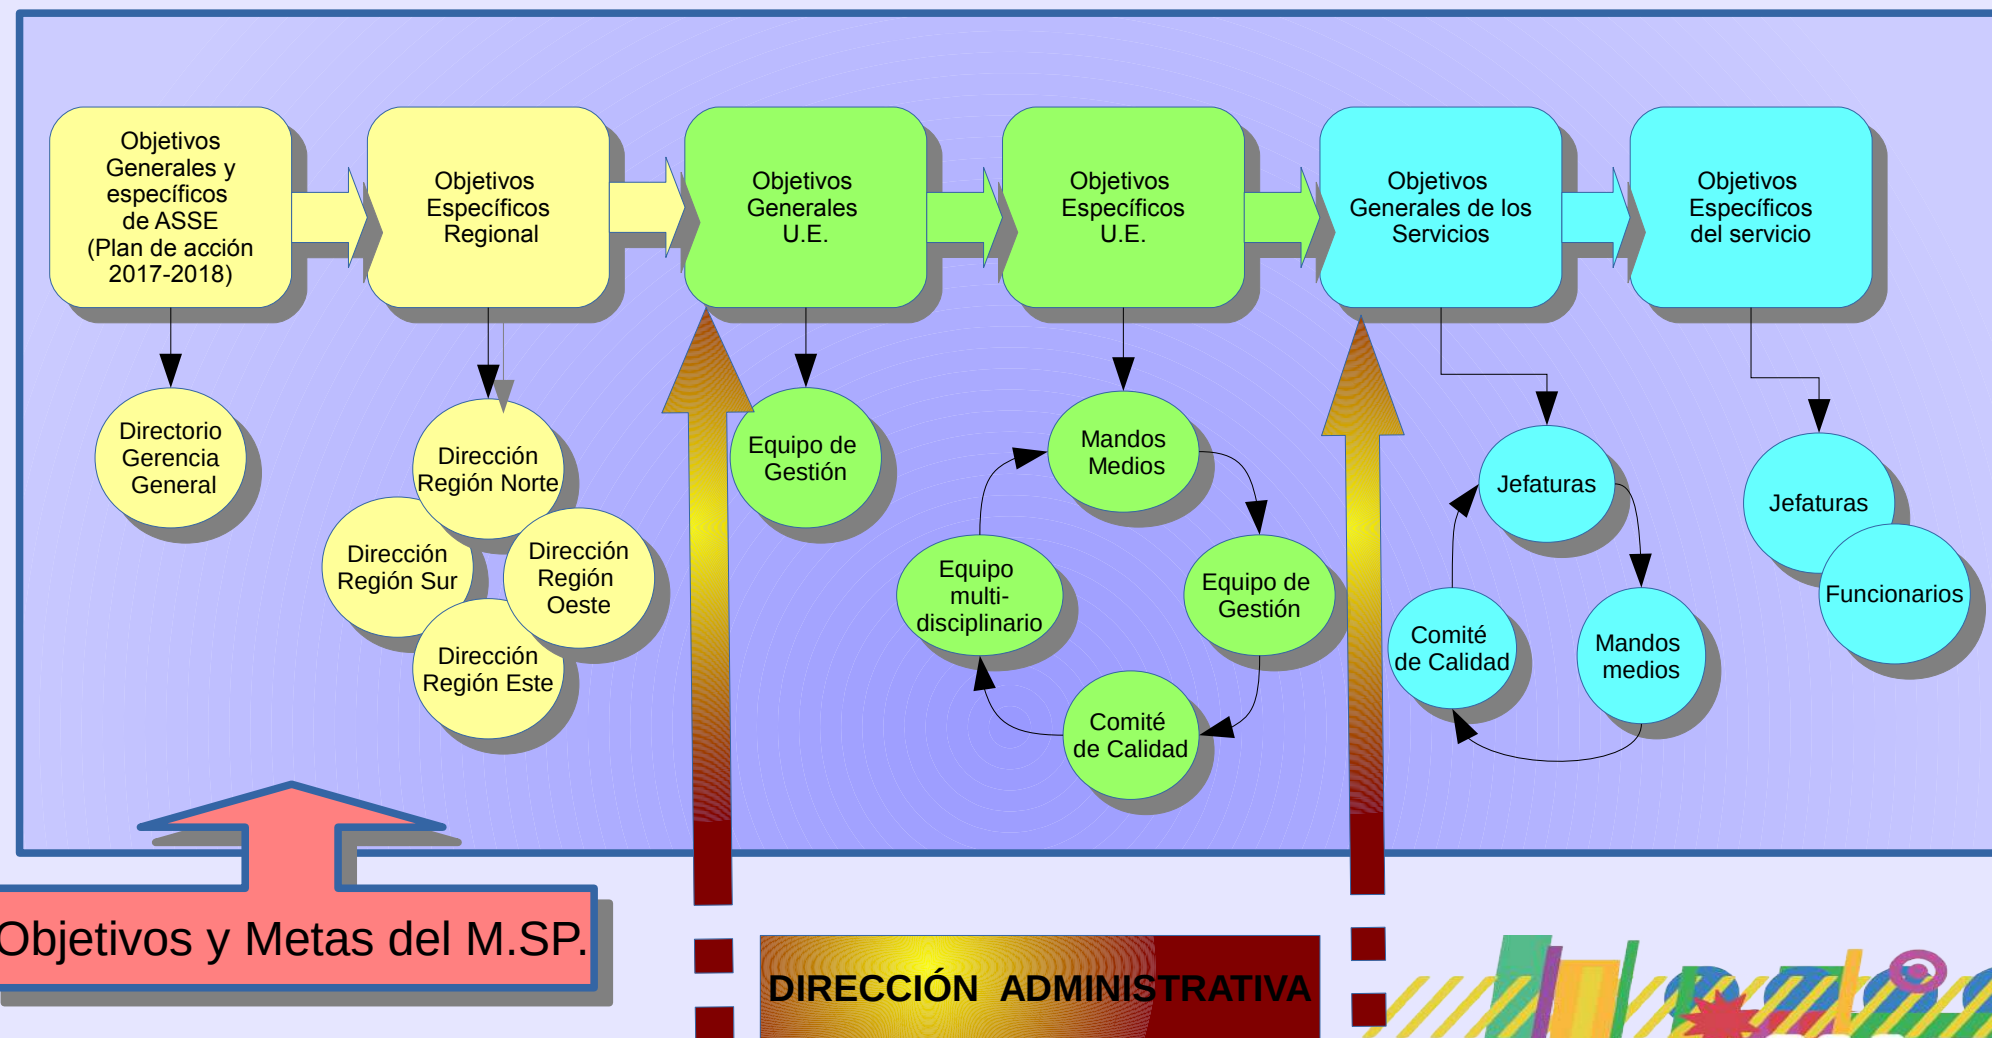 Objetivos
Generales y
específicos
de ASSE
(Plan de acción
2017-2018)
Objetivos
Específicos
Regional
Objetivos
Generales
U.E.
Objetivos
Específicos
U.E.
Objetivos
Generales de los
Servicios
Objetivos
Específicos
del servicio
Directorio
Gerencia
General
Dirección
Región Norte
Dirección
Región Sur
Dirección
Región
Oeste
Dirección
Región Este
Equipo de
Gestión
Mandos
Medios
Equipo
multi-
disciplinario
Equipo de
Gestión
Comité
de Calidad
Jefaturas
Comité
de Calidad
Mandos
medios
Jefaturas
Funcionarios
Objetivos y Metas del M.SP.
DIRECCIÓN ADMINISTRATIVA